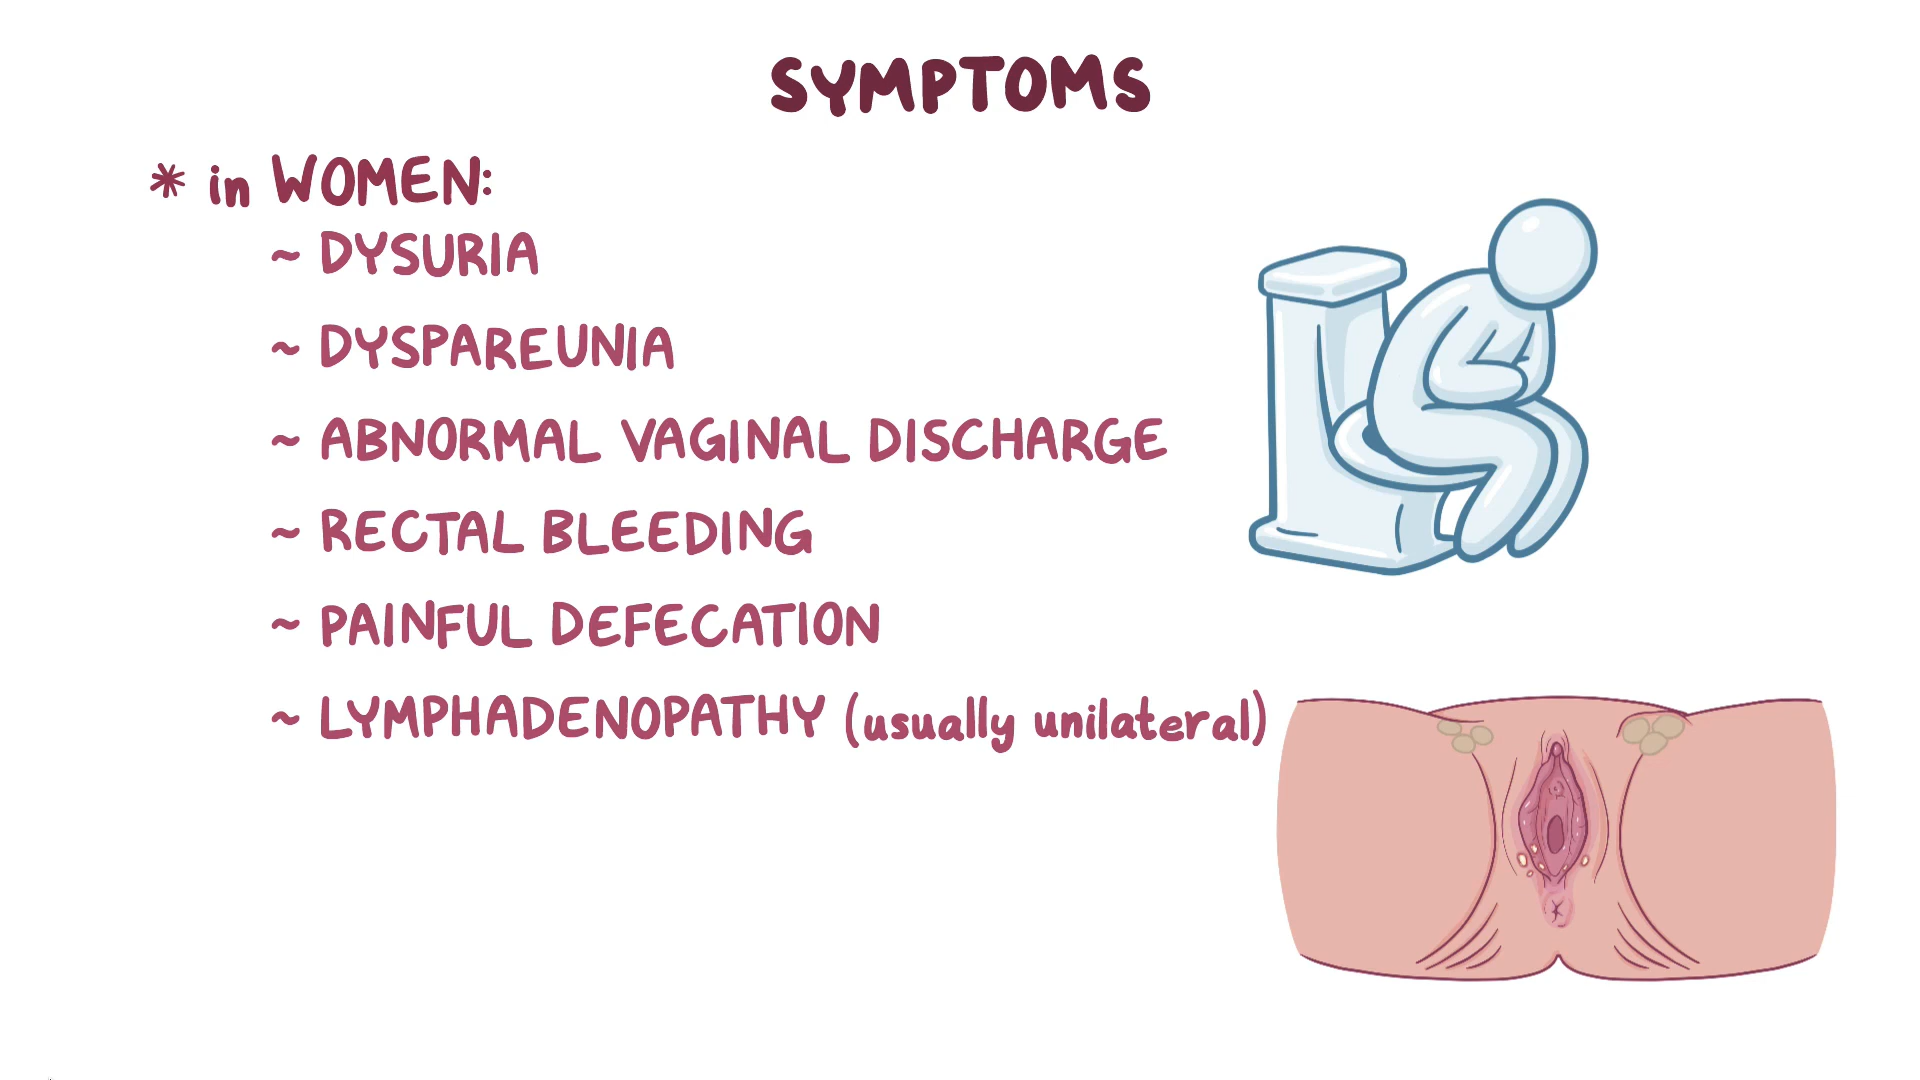 SYMPTOMS
* in WOMEN:
~ DYSURIA
~ DYSPAREUNIA
~ ABNORMAL VAGINAL DISCHARGE
~ RECTAL BLEEDING
~ PAINFUL DEFECATION
~ LYMPHADENOPATHY (usually unilateral)